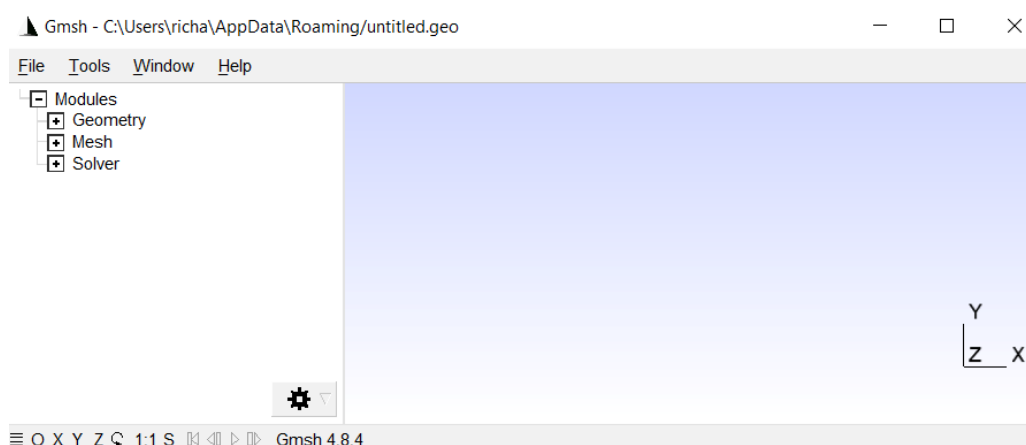 Gmsh - C:\Users\richa\AppData\Roaming/untitled.geo
File Tools Window Help
Modules
Geometry
Mesh
Solver
Y
Z X
O X Y Z 1:1 S Gmsh 4.8.4